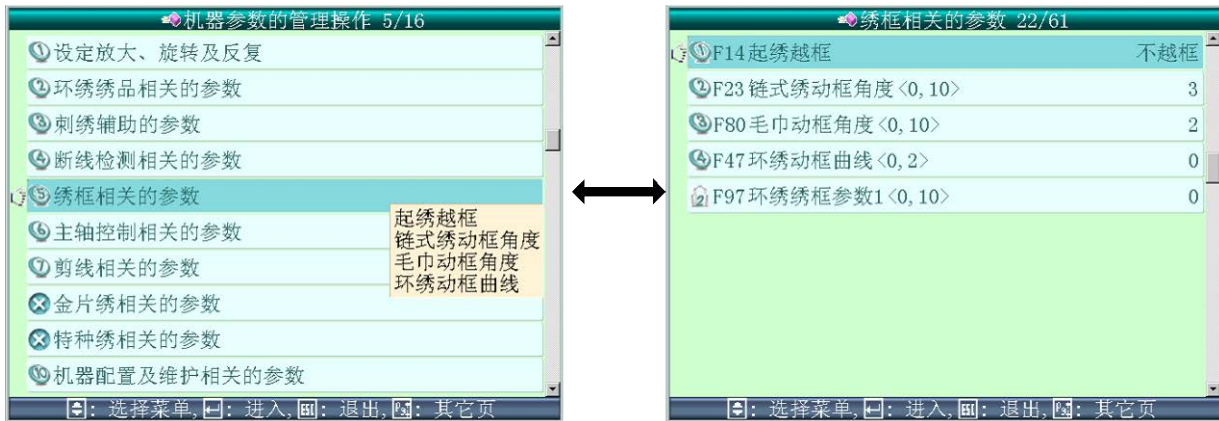 机器参数的管理操作 5/16
①设定放大、旋转及反复
②环绣绣品相关的参数
③刺绣辅助的参数
④断线检测相关的参数
⑤绣框相关的参数
⑥主轴控制相关的参数
⑦剪线相关的参数
金片绣相关的参数
特种绣相关的参数
⑩机器配置及维护相关的参数
起绣越框
链式绣动框角度
毛巾动框角度
环绣动框曲线
: 选择菜单, : 进入, ESC: 退出, : 其它页
绣框相关的参数 22/61
①F14起绣越框 不越框
②F23链式绣动框角度<0,10> 3
③F80毛巾动框角度<0,10> 2
④F47环绣动框曲线<0,2> 0
2 F97环绣绣框参数1<0,10> 0
: 选择菜单, : 进入, ESC: 退出, : 其它页